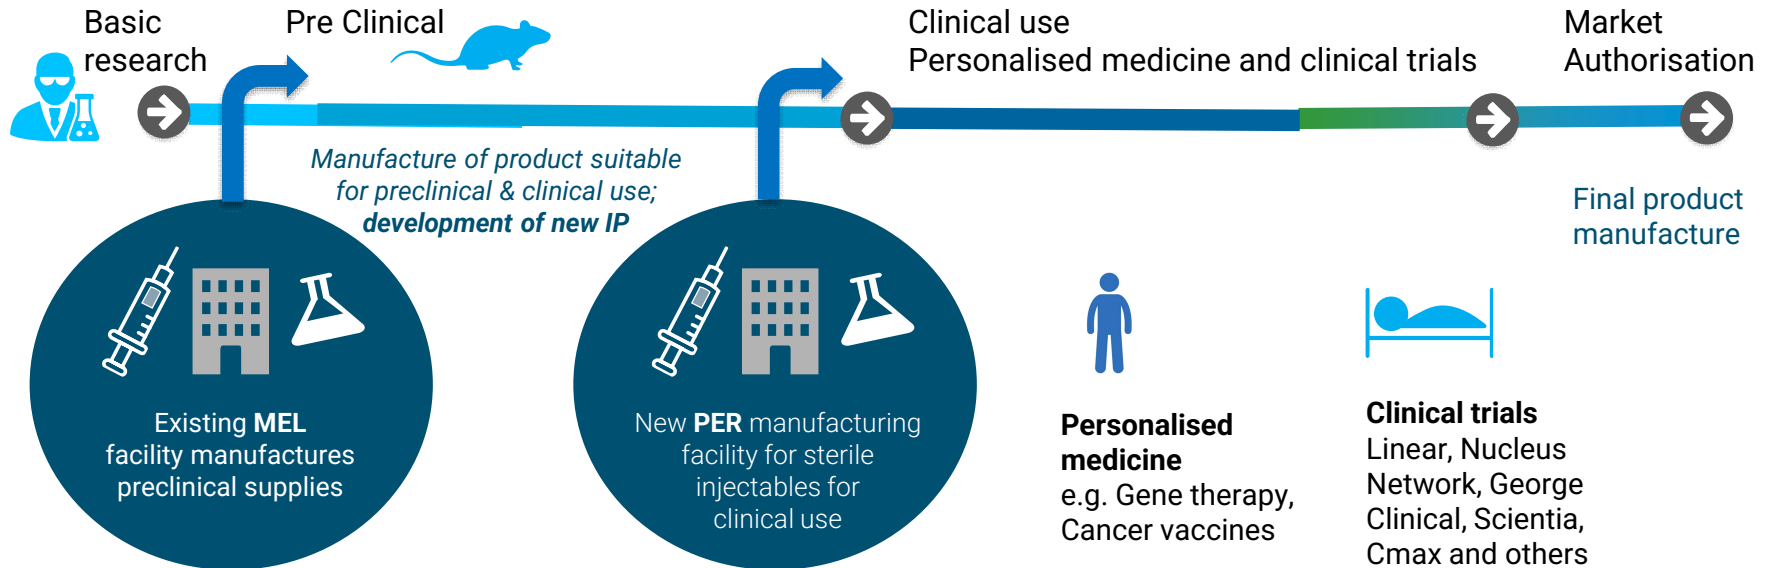 Basic
research
Pre Clinical
Clinical use
Personalised medicine and clinical trials
Market
Authorisation
Manufacture of product suitable
for preclinical & clinical use;
development of new IP
Final product
manufacture
Existing MEL
facility manufactures
preclinical supplies
New PER manufacturing
facility for sterile
injectables for
clinical use
Personalised
medicine
e.g. Gene therapy,
Cancer vaccines
Clinical trials
Linear, Nucleus
Network, George
Clinical, Scientia,
Cmax and others